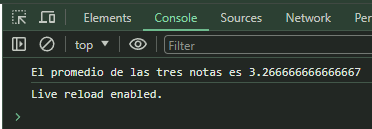 Elements Console Sources Network Per
top Filter
El promedio de las tres notas es 3.266666666666667
Live reload enabled.
>